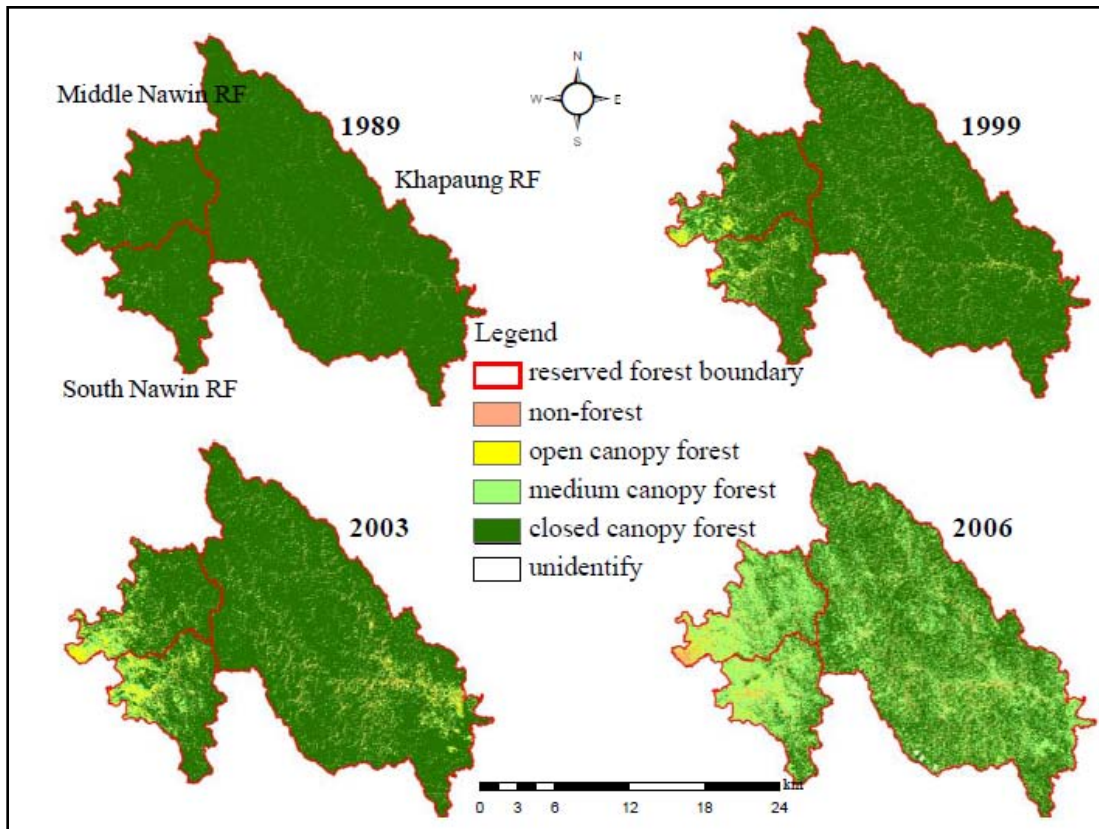 N
Middle Nawin RF
1989
W E
1999
S
Khapaung RF
Legend
reserved forest boundary
South Nawin RF
non-forest
open canopy forest
medium canopy forest
2003
closed canopy forest
2006
unidentify
km
0 3 6 12 18 24